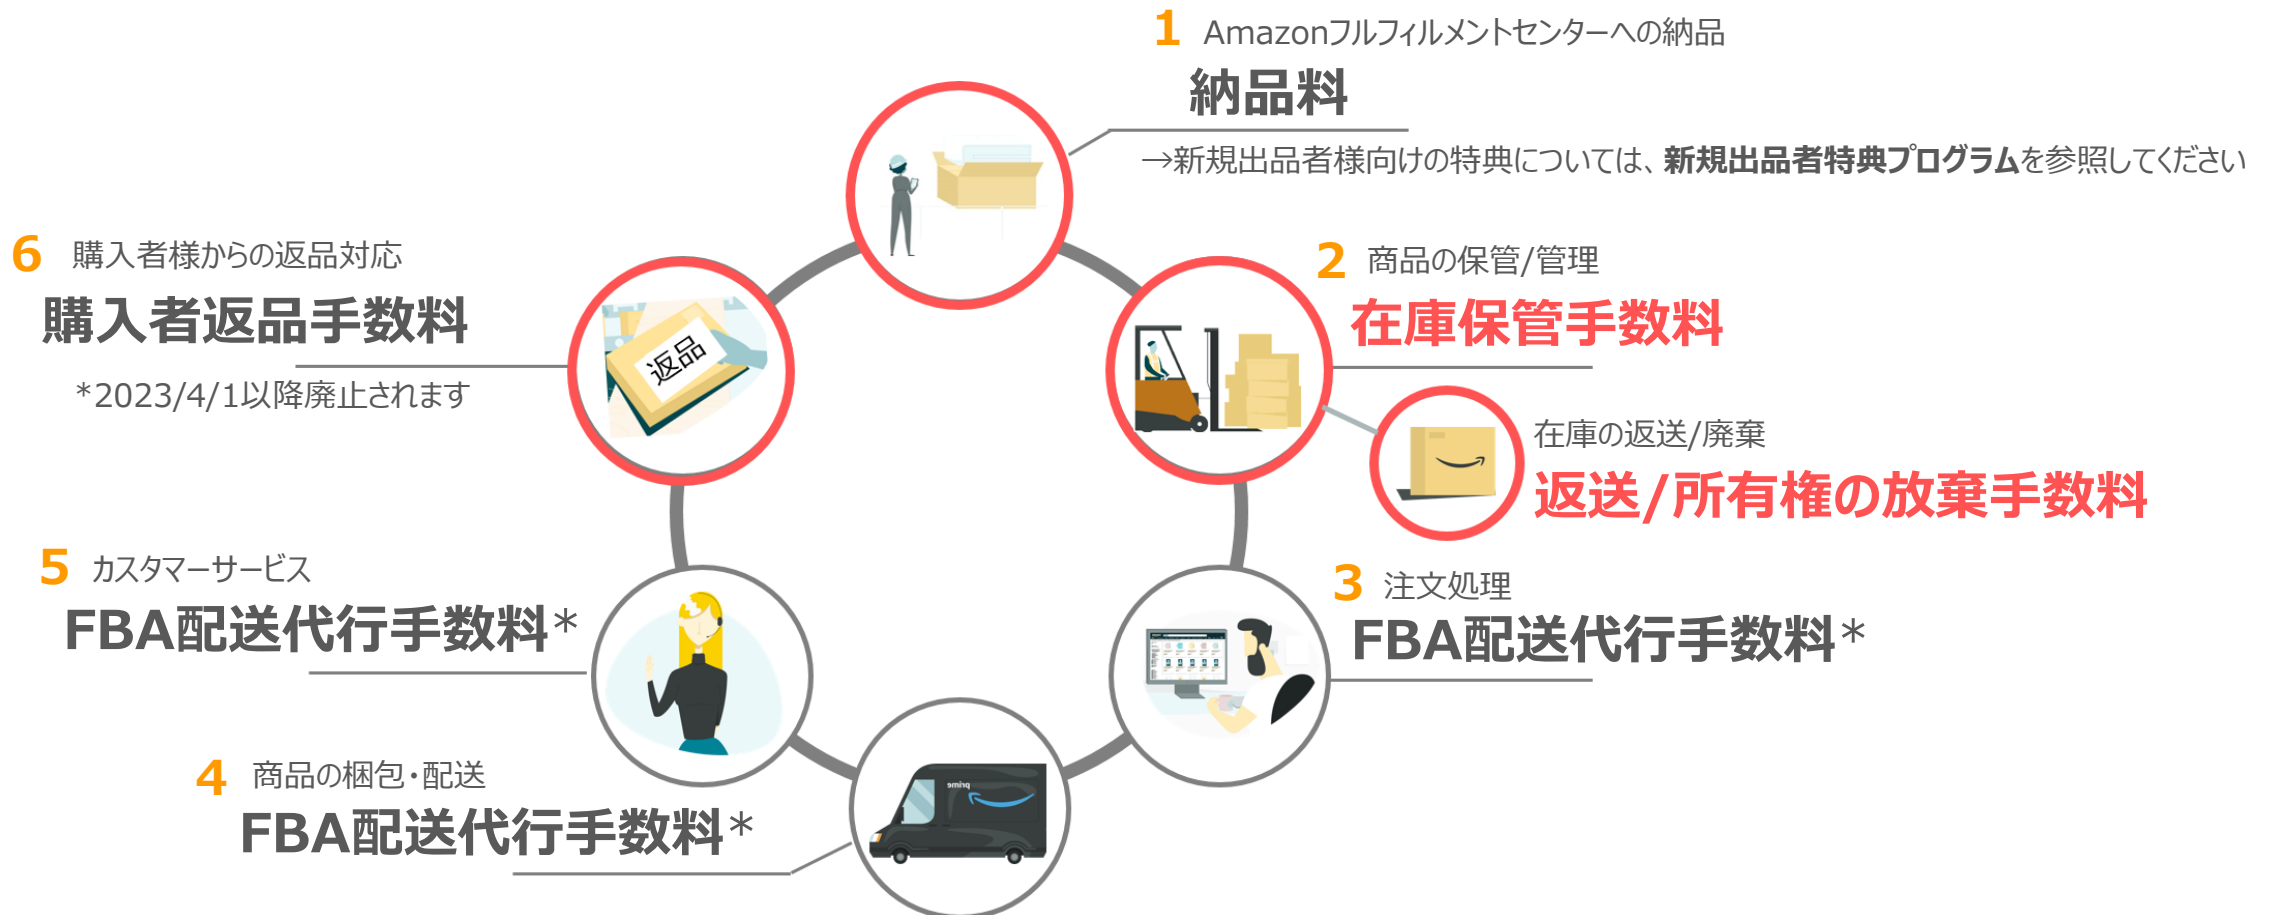 1 Amazonフルフィルメントセンターへの納品
納品料
→新規出品者様向けの特典については、新規出品者特典プログラムを参照してください
2 商品の保管/管理
在庫保管手数料
在庫の返送/廃棄
返送/所有権の放棄手数料
3 注文処理
FBA配送代行手数料*
4 商品の梱包・配送
FBA配送代行手数料*
prime
5 カスタマーサービス
FBA配送代行手数料*
6 購入者様からの返品対応
購入者返品手数料
*2023/4/1以降廃止されます
返品